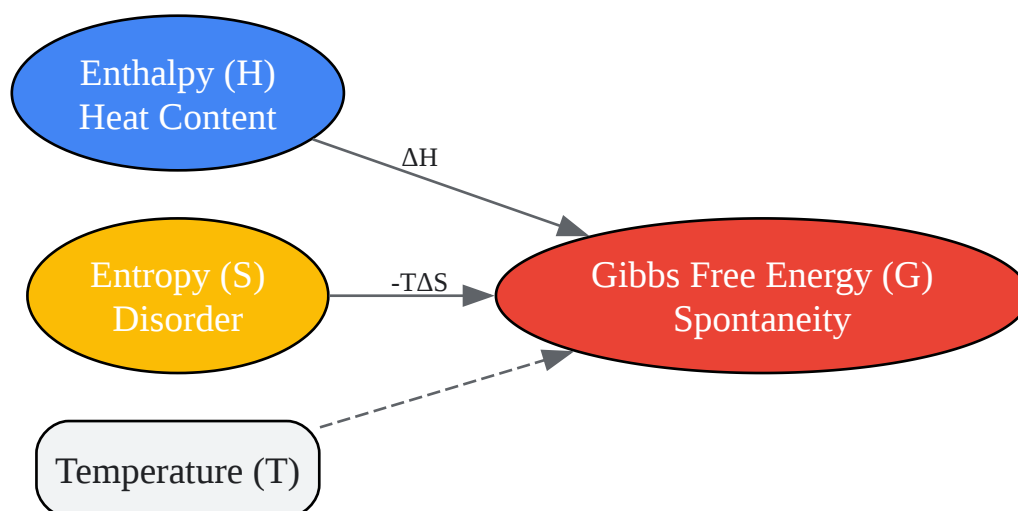 Enthalpy (H)
Heat Content
ΔH
Entropy (S)
Disorder
-TΔS
Gibbs Free Energy (G)
Spontaneity
Temperature (T)